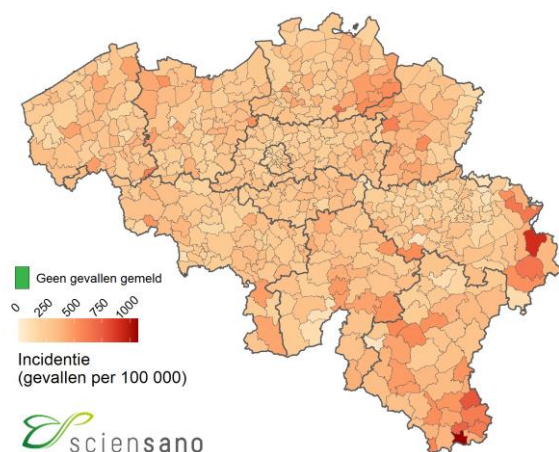 Geen gevallen gemeld
0 250 500 750 1000
Incidentie
(gevallen per 100 000)
sciensano